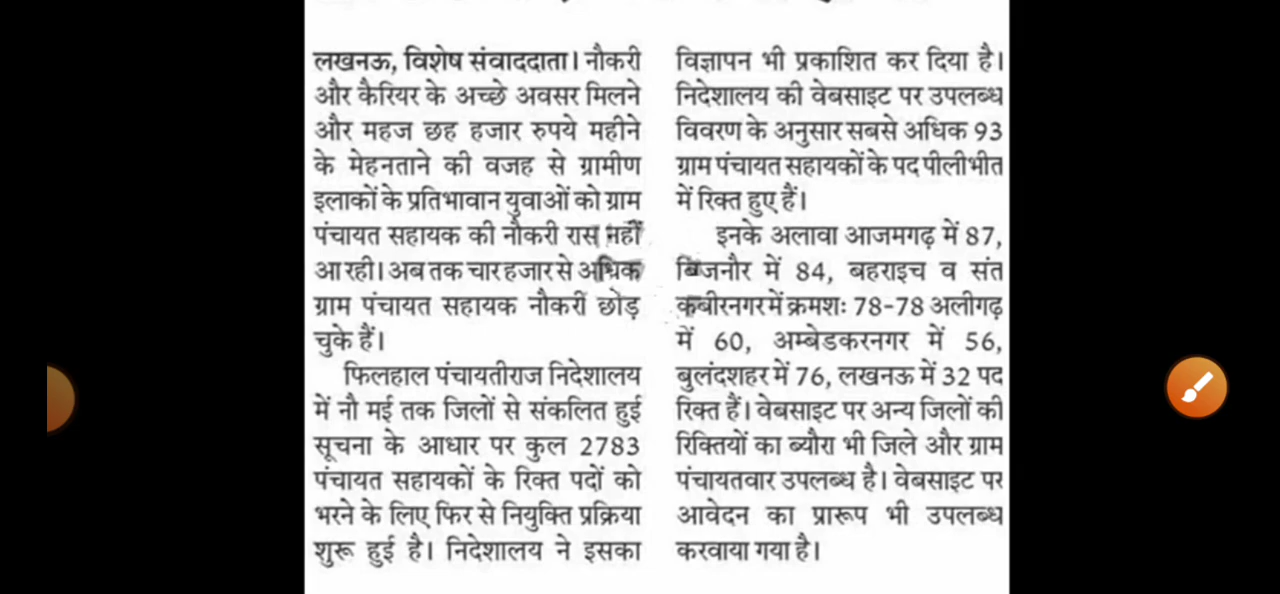 लखनऊ, विशेष संवाददाता। नौकरी
और कैरियर के अच्छे अवसर मिलने
और महज छह हजार रुपये महीने
के मेहनताने की वजह से ग्रामीण
इलाकों के प्रतिभावान युवाओं को ग्राम
पंचायत सहायक की नौकरी रास नहीं
आ रही। अब तक चार हजार से अधिक
ग्राम पंचायत सहायक नौकरी छोड़
चुके हैं।
फिलहाल पंचायतीराज निदेशालय
में नौ मई तक जिलों से संकलित हुई
सूचना के आधार पर कुल 2783
पंचायत सहायकों के रिक्त पदों को
भरने के लिए फिर से नियुक्ति प्रक्रिया
शुरू हुई है। निदेशालय ने इसका
विज्ञापन भी प्रकाशित कर दिया है।
निदेशालय की वेबसाइट पर उपलब्ध
विवरण के अनुसार सबसे अधिक 93
ग्राम पंचायत सहायकों के पद पीलीभीत
में रिक्त हुए हैं।
इनके अलावा आजमगढ़ में 87,
बिजनौर में 84, बहराइच व संत
कबीरनगर में क्रमशः 78-78 अलीगढ़
में 60, अम्बेडकरनगर में 56,
बुलंदशहर में 76, लखनऊ में 32 पद
रिक्त हैं। वेबसाइट पर अन्य जिलों की
रिक्तियों का ब्यौरा भी जिले और ग्राम
पंचायतवार उपलब्ध है। वेबसाइट पर
आवेदन का प्रारूप भी उपलब्ध
करवाया गया है।